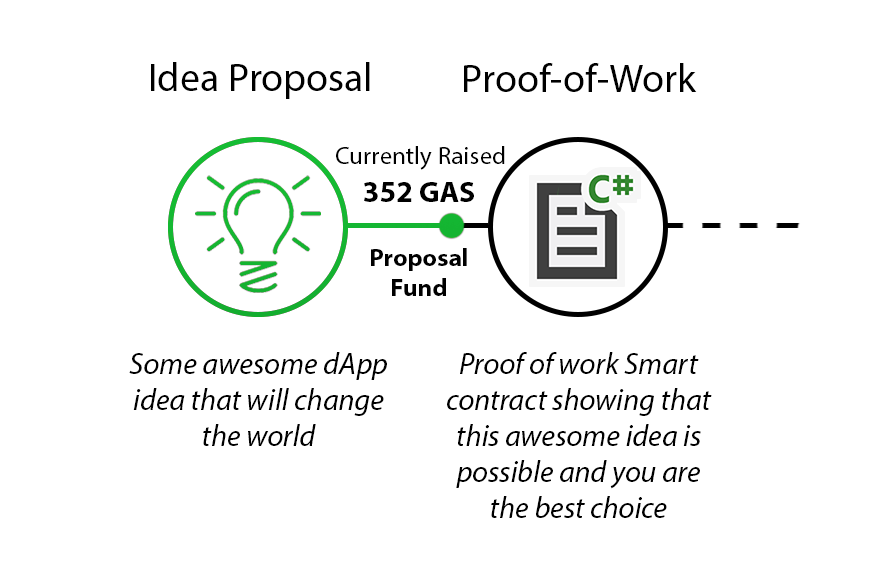 Idea Proposal
Proof-of-Work
Currently Raised
352 GAS
Proposal
Fund
C#
Some awesome dApp
idea that will change
the world
Proof of work Smart
contract showing that
this awesome idea is
possible and you are
the best choice